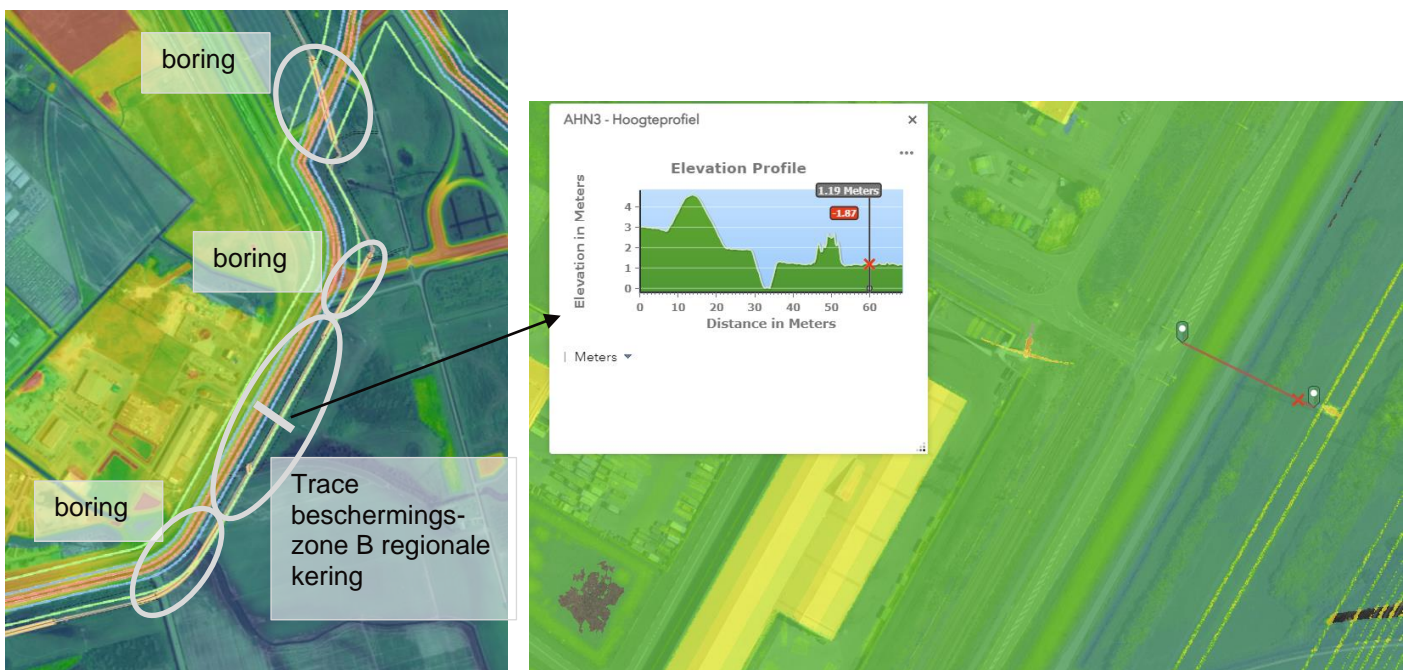 boring
boring
boring
Trace
beschermings-
zone B regionale
kering
AHN3 - Hoogteprofiel
×
...
Elevation Profile
Elevation in Meters
4
3
2
1
0
1.19 Meters
-1.87
0 10 20 30 40 50 60
Distance in Meters
| Meters